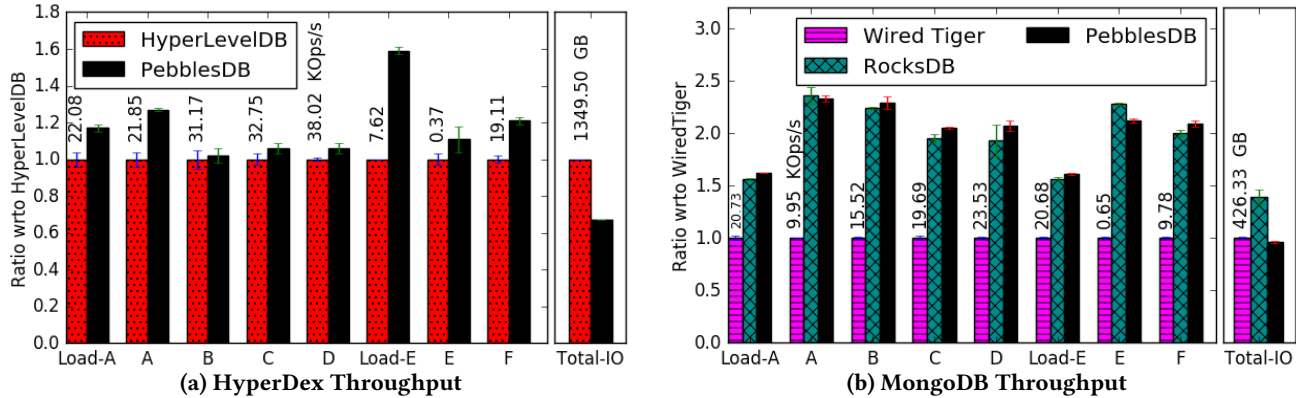 Ratio wrto HyperLevelDB
1.8
1.6
1.4
1.2
1.0
0.8
0.6
0.4
0.2
0.0
HyperLevelDB
PebblesDB
22.08
21.85
31.17
32.75
38.02 KOps/s
7.62
0.37
19.11
1349.50 GB
Load-A A B C D Load-E E F Total-IO
(a) HyperDex Throughput
Ratio wrto WiredTiger
3.0
2.5
2.0
1.5
1.0
0.5
0.0
Wired Tiger PebblesDB
RocksDB
20.73
9.95 KOps/s
15.52
19.69
23.53
20.68
0.65
9.78
426.33 GB
Load-A A B C D Load-E E F Total-IO
(b) MongoDB Throughput